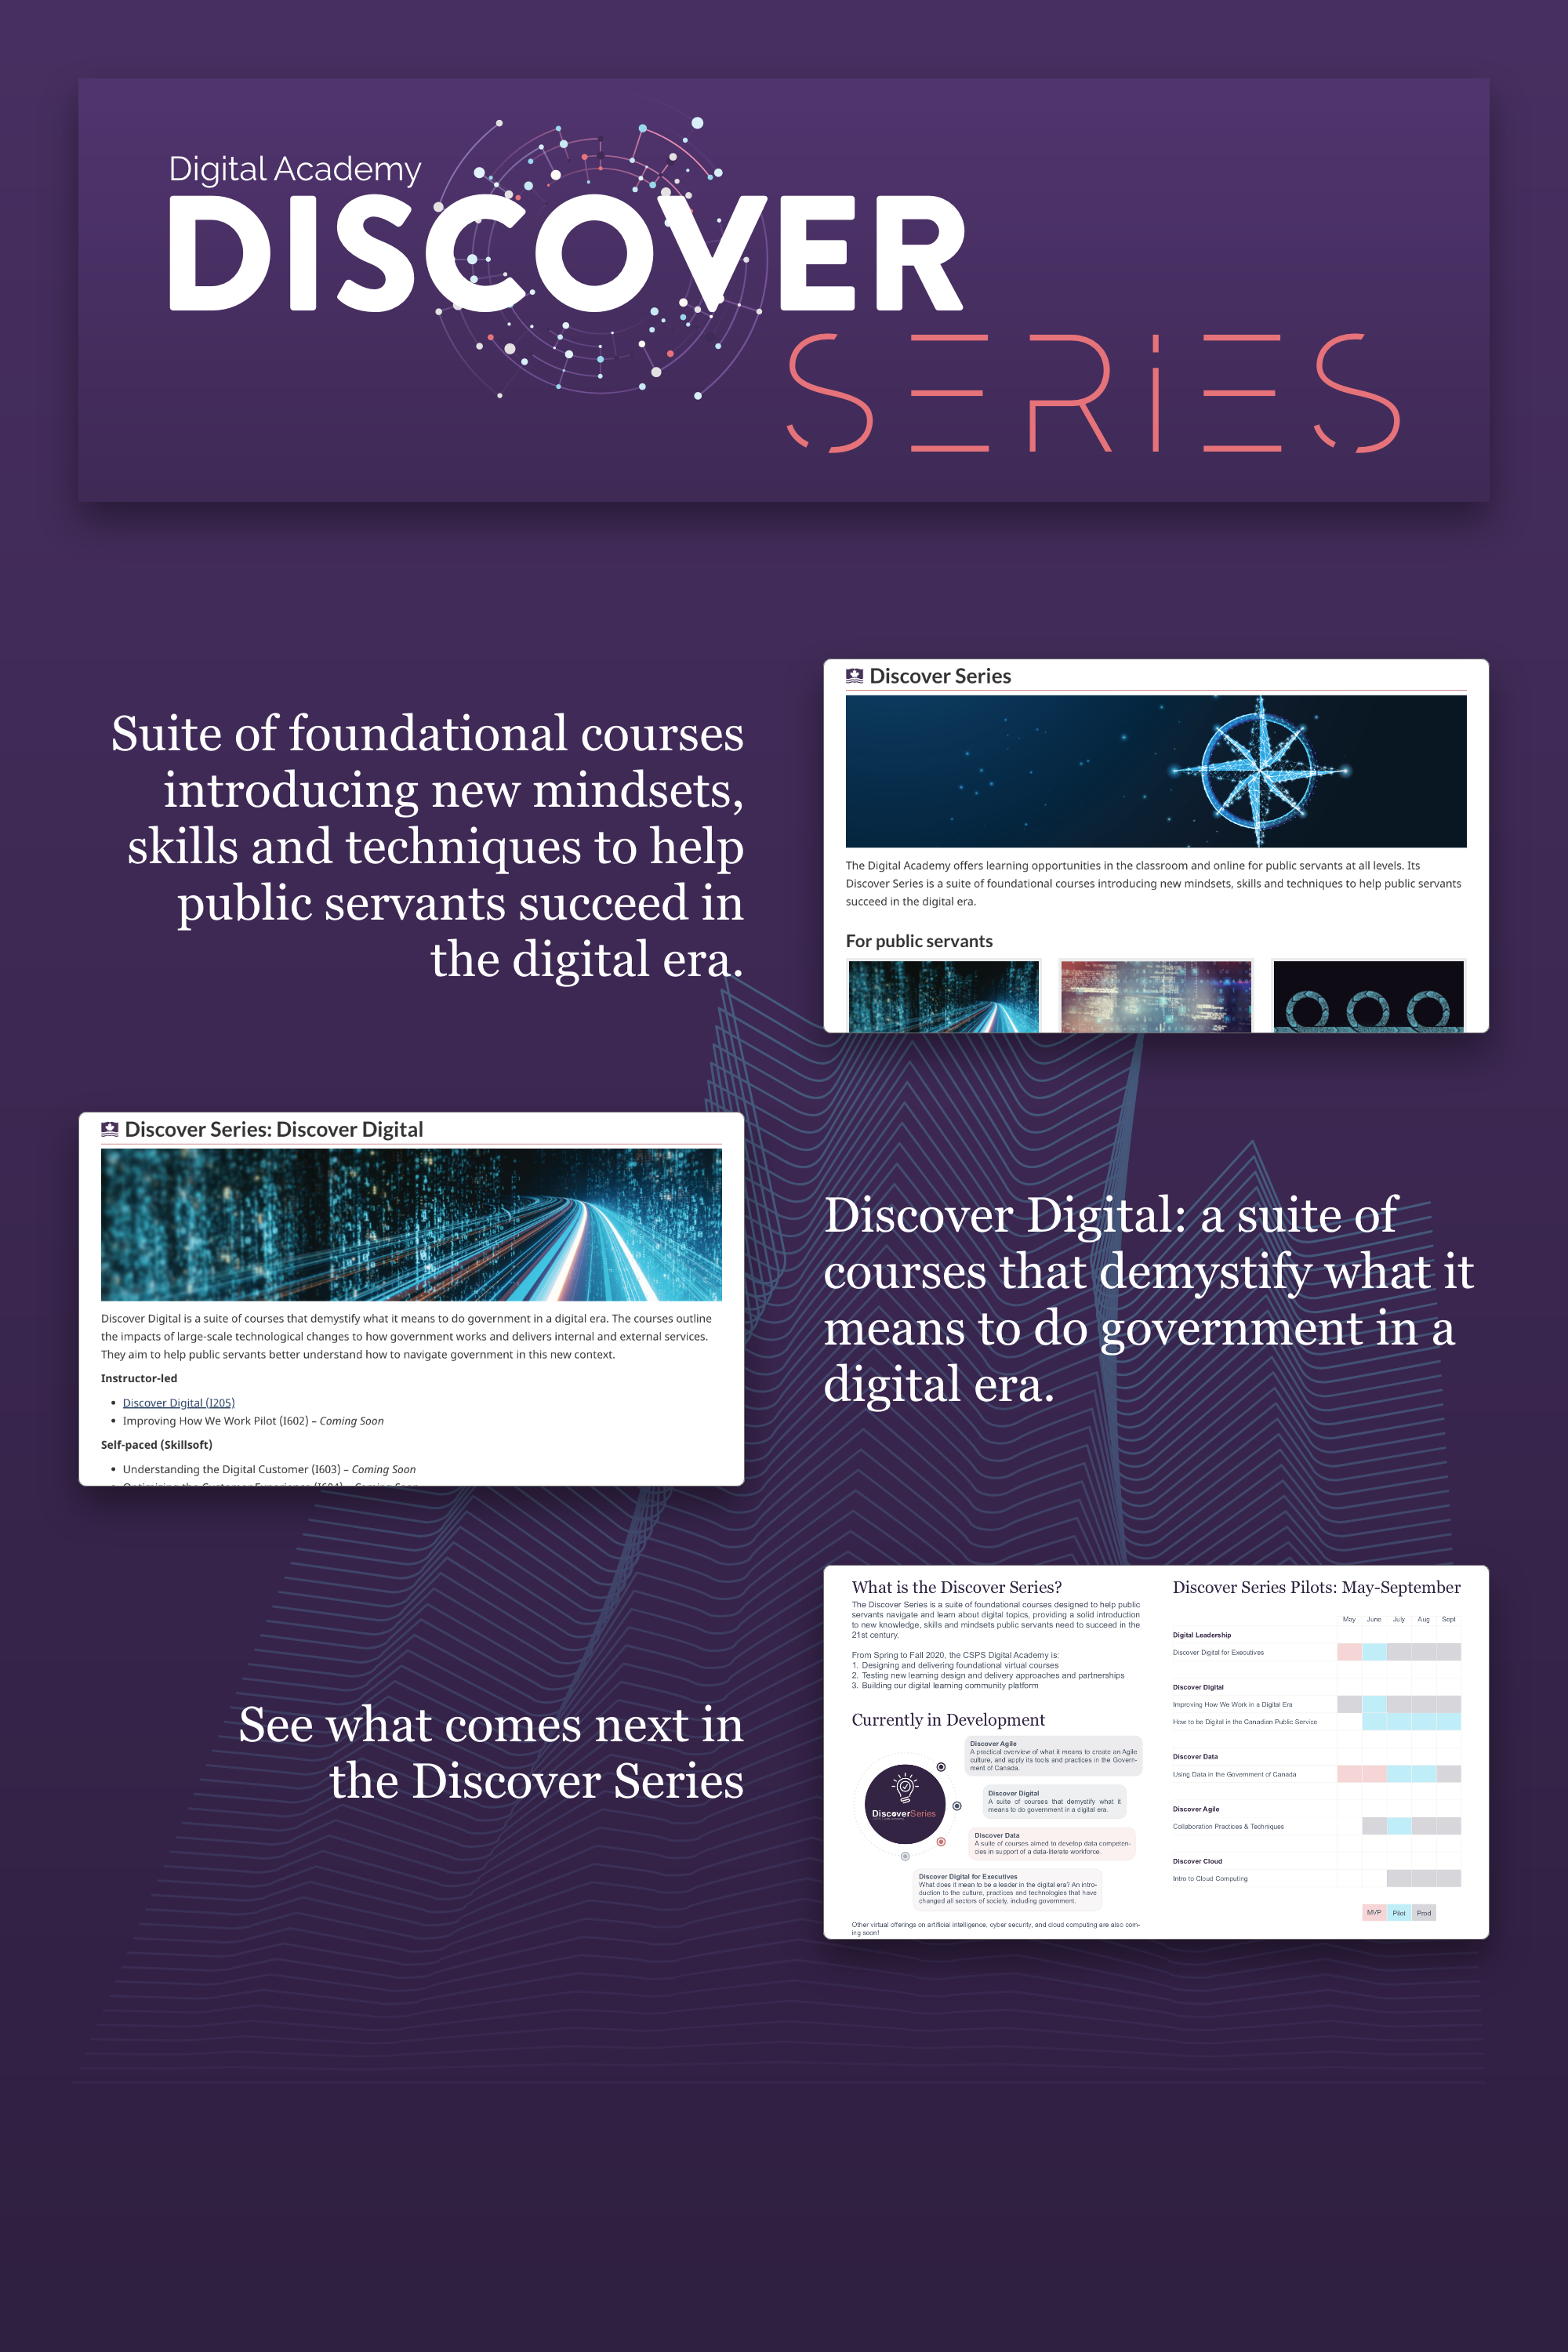 Digital Academy
DISCOVER
SERiES
Suite of foundational courses
introducing new mindsets,
skills and techniques to help
public servants succeed in
the digital era.
Discover Series
The Digital Academy offers learning opportunities in the classroom and online for public servants at all levels. Its
Discover Series is a suite of foundational courses introducing new mindsets, skills and techniques to help public servants
succeed in the digital era.
For public servants
Discover Series: Discover Digital
Discover Digital is a suite of courses that demystify what it means to do government in a digital era. The courses outline
the impacts of large-scale technological changes to how government works and delivers internal and external services.
They aim to help public servants better understand how to navigate government in this new context.
Instructor-led
• Discover Digital (I205)
• Improving How We Work Pilot (I602) – Coming Soon
Self-paced (Skillsoft)
• Understanding the Digital Customer (I603) – Coming Soon
Discover Digital: a suite of
courses that demystify what it
means to do government in a
digital era.
See what comes next in
the Discover Series
What is the Discover Series?
The Discover Series is a suite of foundational courses designed to help public
servants navigate and learn about digital topics, providing a solid introduction
to new knowledge, skills and mindsets public servants need to succeed in the
21st century.
From Spring to Fall 2020, the CSPS Digital Academy is:
1. Designing and delivering foundational virtual courses
2. Testing new learning design and delivery approaches and partnerships
3. Building our digital learning community platform
Currently in Development
DiscoverSeries
Discover Agile
A practical overview of what it means to create an Agile
culture, and apply its tools and practices in the Govern-
ment of Canada.
Discover Digital
A suite of courses that demystify what it
means to do government in a digital era.
Discover Data
A suite of courses aimed to develop data competen-
cies in support of a data-literate workforce.
Discover Digital for Executives
What does it mean to be a leader in the digital era? An intro-
duction to the culture, practices and technologies that have
changed all sectors of society, including government.
Other virtual offerings on artificial intelligence, cyber security, and cloud computing are also com-
ing soon!
Discover Series Pilots: May-September
May June July Aug Sept
Digital Leadership
Discover Digital for Executives
Discover Digital
Improving How We Work in a Digital Era
How to be Digital in the Canadian Public Service
Discover Data
Using Data in the Government of Canada
Discover Agile
Collaboration Practices & Techniques
Discover Cloud
Intro to Cloud Computing
MVP Pilot Prod